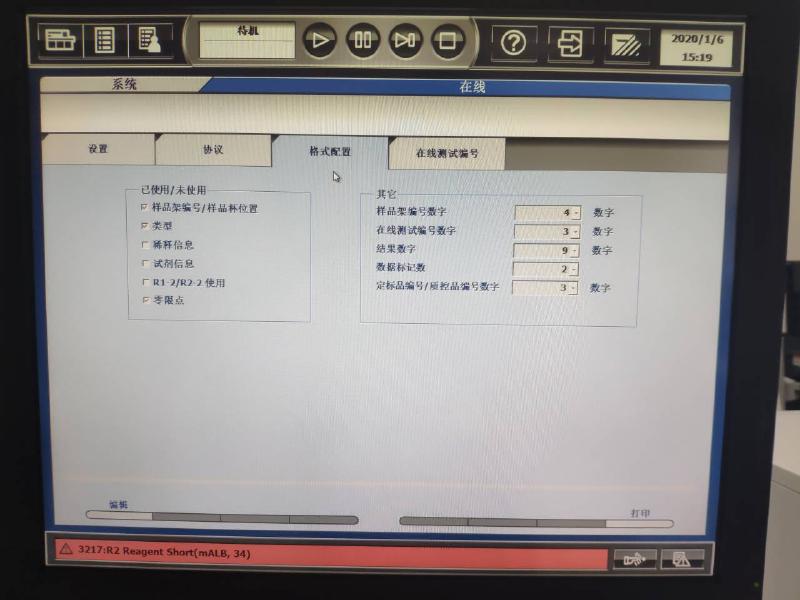 待机
2020/1/6
15:19
系统
在线
设置
协议
格式配置
在线测试编号
已使用/未使用
样品架编号/样品杯位置
类型
稀释信息
试剂信息
R1-2/R2-2 使用
零限点
其它
样品架编号数字 4 数字
在线测试编号数字 3 数字
结果数字 9 数字
数据标记数 2
定标品编号/质控品编号数字 3 数字
编辑
打印
3217:R2 Reagent Short(mALB, 34)